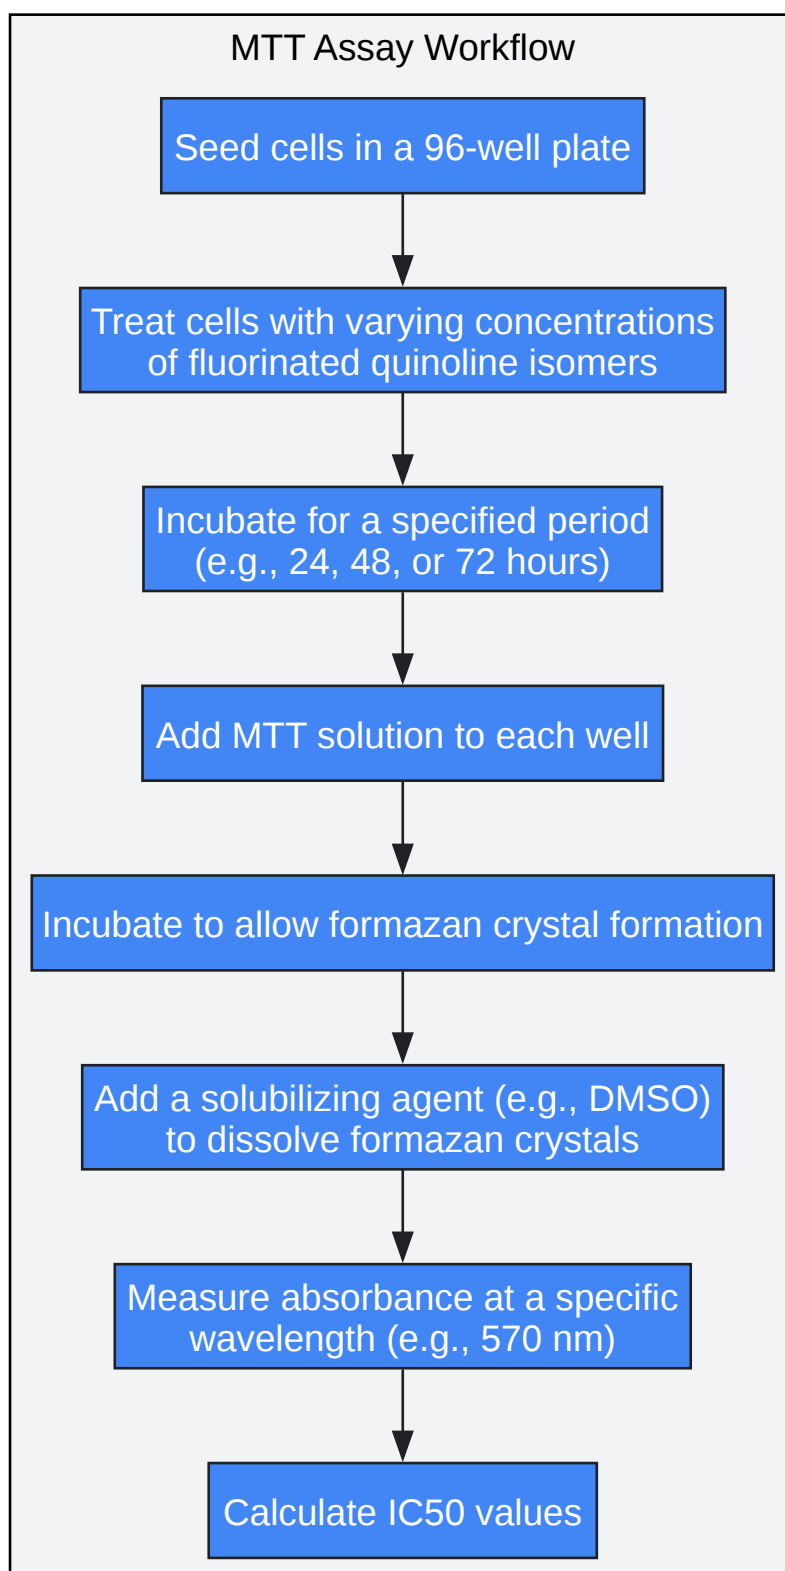 MTT Assay Workflow
Seed cells in a 96-well plate
Treat cells with varying concentrations
of fluorinated quinoline isomers
Incubate for a specified period
(e.g., 24, 48, or 72 hours)
Add MTT solution to each well
Incubate to allow formazan crystal formation
Add a solubilizing agent (e.g., DMSO)
to dissolve formazan crystals
Measure absorbance at a specific
wavelength (e.g., 570 nm)
Calculate IC50 values